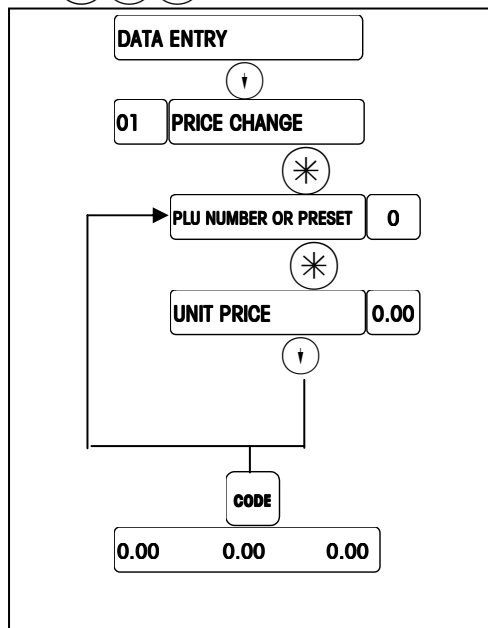 DATA ENTRY
01 PRICE CHANGE
PLU NUMBER OR PRESET 0
UNIT PRICE 0.00
CODE
0.00 0.00 0.00